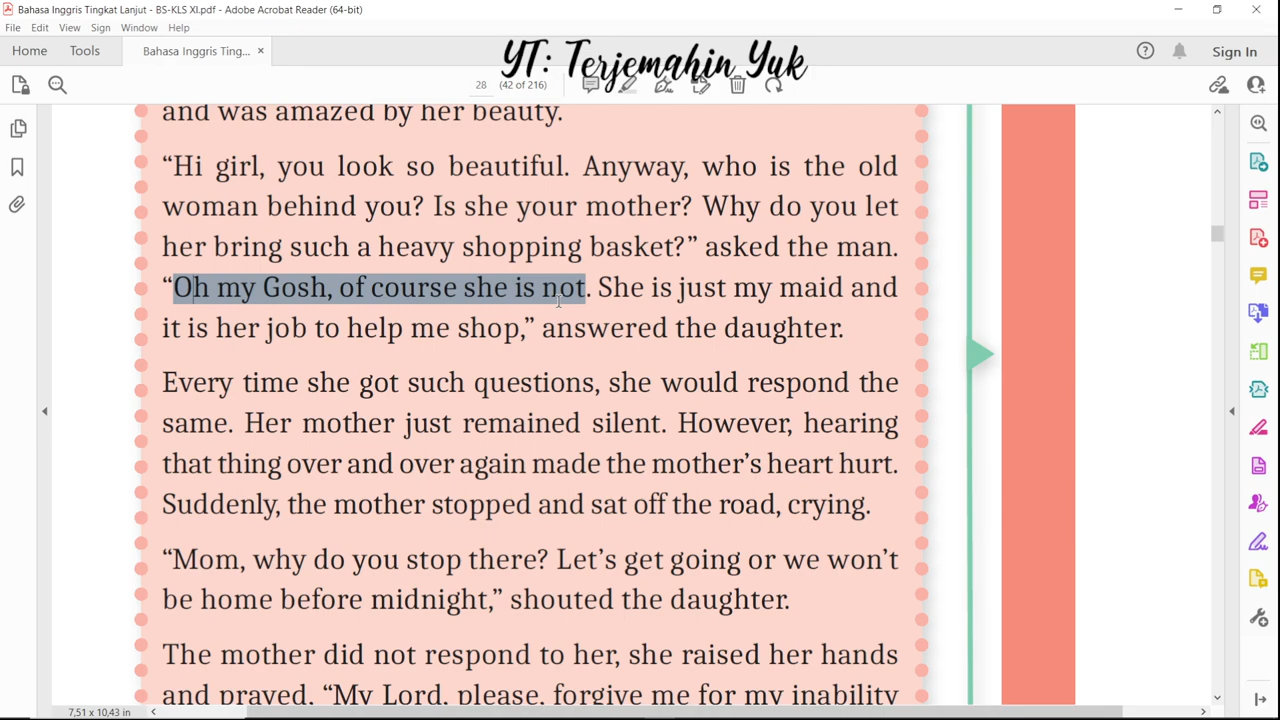 Bahasa Inggris Tingkat Lanjut - BS-KLS XI.pdf - Adobe Acrobat Reader (64-bit)
File Edit View Sign Window Help
Home Tools Bahasa Inggris Ting... × Sign In
YT: Terjemahin Yuk
28 (42 of 216)
and was amazed by her beauty.
“Hi girl, you look so beautiful. Anyway, who is the old
woman behind you? Is she your mother? Why do you let
her bring such a heavy shopping basket?” asked the man.
“Oh my Gosh, of course she is not. She is just my maid and
it is her job to help me shop,” answered the daughter.
Every time she got such questions, she would respond the
same. Her mother just remained silent. However, hearing
that thing over and over again made the mother’s heart hurt.
Suddenly, the mother stopped and sat off the road, crying.
“Mom, why do you stop there? Let’s get going or we won’t
be home before midnight,” shouted the daughter.
The mother did not respond to her, she raised her hands
and prayed, “My Lord, please, forgive me for my inability
7,51 x 10,43 in